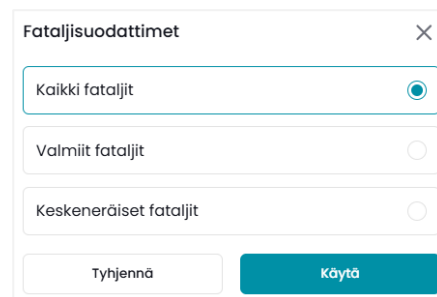 Fataljisuodattimet
Kaikki fataljit
Valmiit fataljit
Keskeneräiset fataljit
Tyhjennä
Käytä